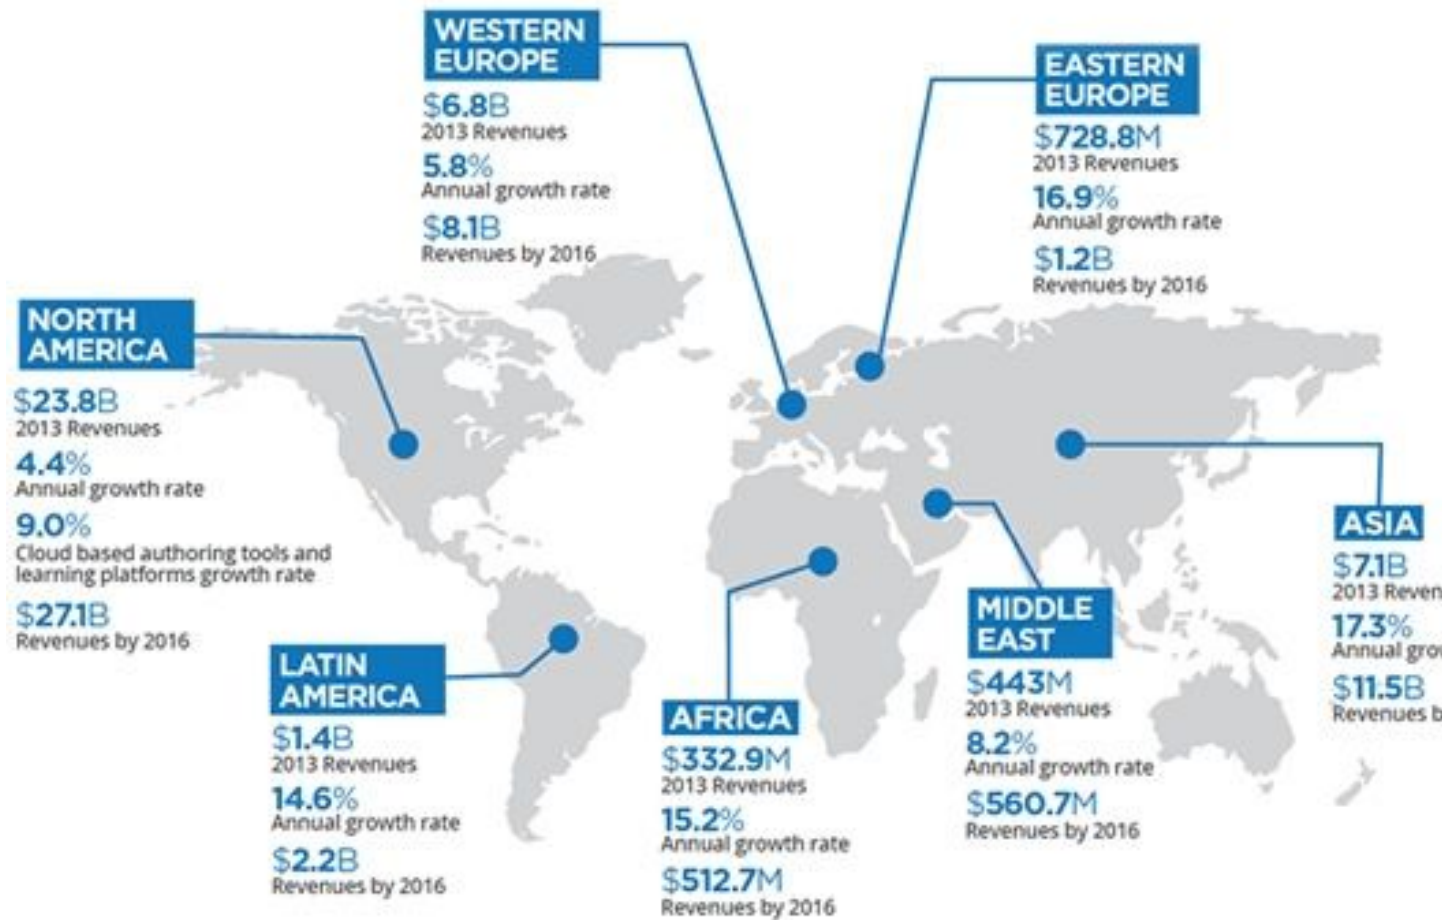 WESTERN
EUROPE
$6.8B
2013 Revenues
5.8%
Annual growth rate
$8.1B
Revenues by 2016
EASTERN
EUROPE
$728.8M
2013 Revenues
16.9%
Annual growth rate
$1.2B
Revenues by 2016
NORTH
AMERICA
$23.8B
2013 Revenues
4.4%
Annual growth rate
9.0%
Cloud based authoring tools and
learning platforms growth rate
$27.1B
Revenues by 2016
LATIN
AMERICA
$1.4B
2013 Revenues
14.6%
Annual growth rate
$2.2B
Revenues by 2016
AFRICA
$332.9M
2013 Revenues
15.2%
Annual growth rate
$512.7M
Revenues by 2016
MIDDLE
EAST
$443M
2013 Revenues
8.2%
Annual growth rate
$560.7M
Revenues by 2016
ASIA
$7.1B
2013 Reven
17.3%
Annual grow
$11.5B
Revenues b